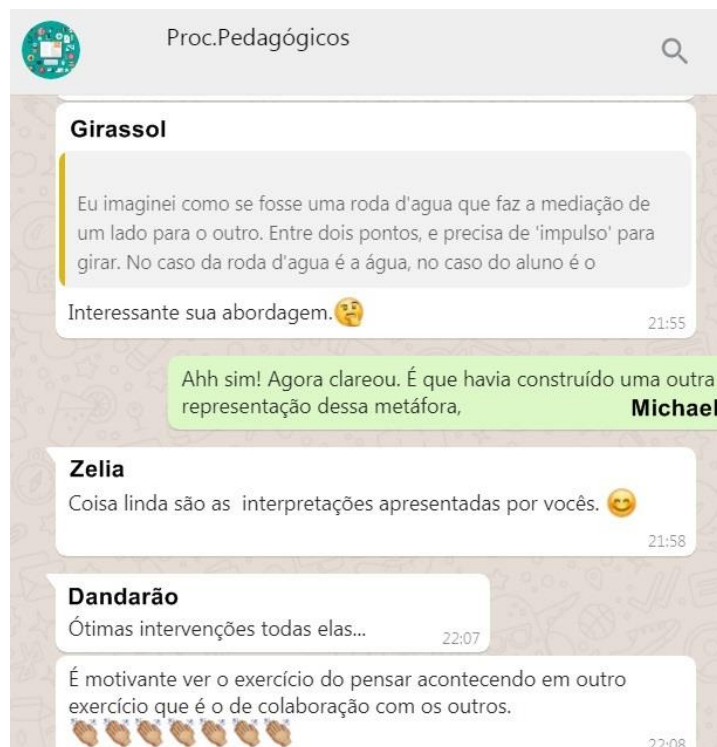 Proc.Pedagógicos
Girassol
Eu imaginei como se fosse uma roda d'agua que faz a mediação de
um lado para o outro. Entre dois pontos, e precisa de 'impulso' para
girar. No caso da roda d'agua é a água, no caso do aluno é o
Interessante sua abordagem.🤔
21:55
Ahh sim! Agora clareou. É que havia construído uma outra
representação dessa metáfora,
Michael
Zelia
Coisa linda são as interpretações apresentadas por vocês. 😊
21:58
Dandarão
Ótimas intervenções todas elas...
22:07
É motivante ver o exercício do pensar acontecendo em outro
exercício que é o de colaboração com os outros.
👏🏽👏🏽👏🏽👏🏽👏🏽👏🏽👏🏽
22:08